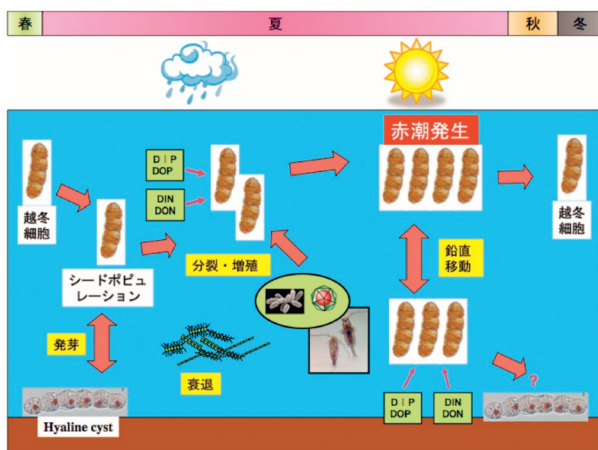 春
夏
秋
冬
赤潮発生
DIP
DOP
DIN
DON
越冬
細胞
越冬
細胞
シードポピュ
レーション
分裂・増殖
鉛直
移動
発芽
衰退
Hyaline cyst
?
DIP
DOP
DIN
DON